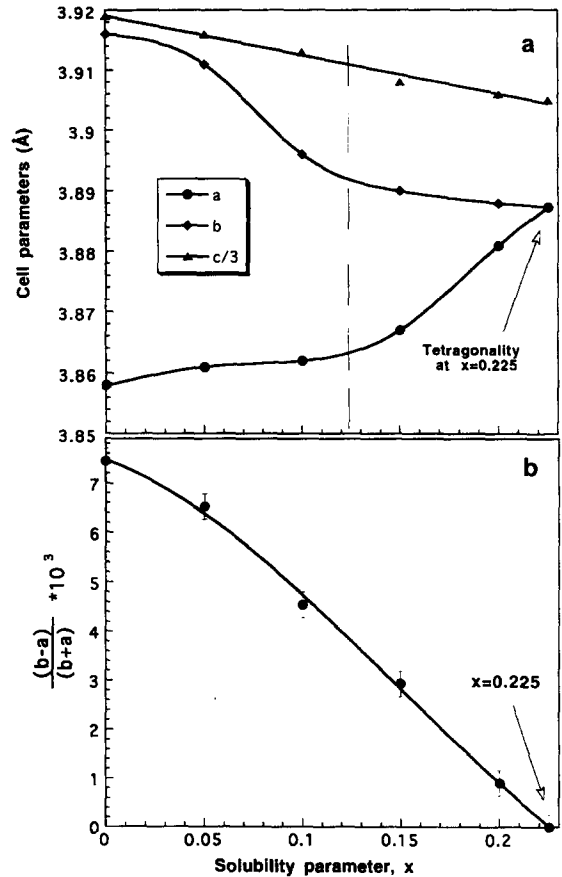 3.92
3.91
3.9
3.89
3.88
3.87
3.86
3.85
Cell parameters (Å)
a
a
b
c/3
Tetragonality
at x=0.225
7
6
5
4
3
2
1
0
(b-a)
(b+a)
*10 3
b
x=0.225
0
0.05
0.1
0.15
0.2
Solubility parameter, x